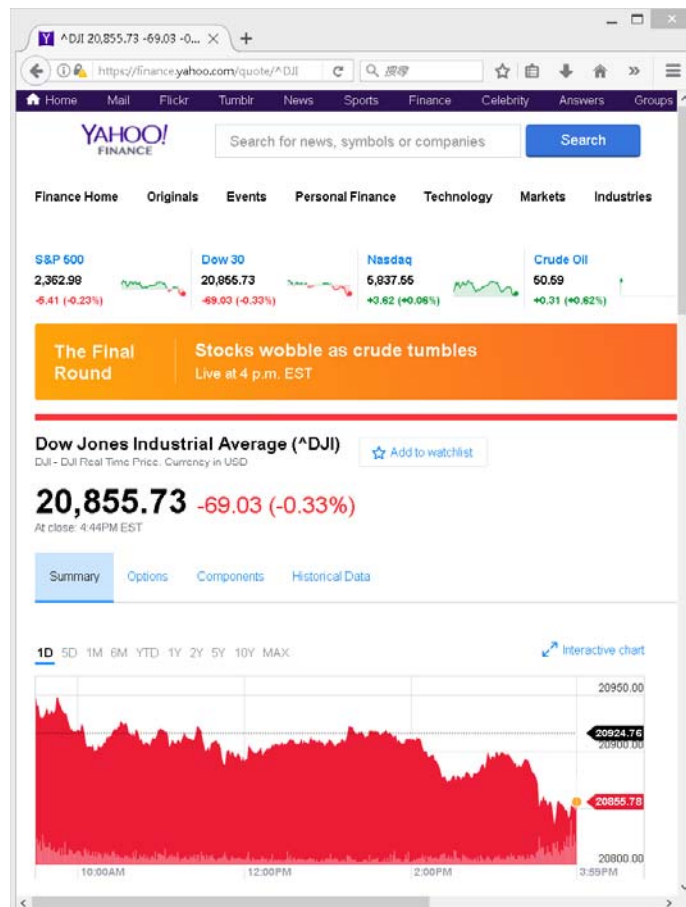 ^DJI 20,855.73 -69.03 -0...
https://finance.yahoo.com/quote/^DJI 搜尋
Home Mail Flickr Tumblr News Sports Finance Celebrity Answers Groups
YAHOO!
FINANCE
Search for news, symbols or companies Search
Finance Home Originals Events Personal Finance Technology Markets Industries
S&P 500 Dow 30 Nasdaq Crude Oil
2,362.98 20,855.73 5,837.55 50.59
-5.41 (-0.23%) -69.03 (-0.33%) +3.62 (+0.06%) +0.31 (+0.62%)
The Final
Round
Stocks wobble as crude tumbles
Live at 4 p.m. EST
Dow Jones Industrial Average (^DJI)
Add to watchlist
DJI - DJI Real Time Price. Currency in USD
20,855.73 -69.03 (-0.33%)
At close: 4:44PM EST
Summary Options Components Historical Data
1D 5D 1M 6M YTD 1Y 2Y 5Y 10Y MAX Interactive chart
20950.00
20924.76
20900.00
20855.78
20800.00
10:00AM 12:00PM 2:00PM 3:59PM